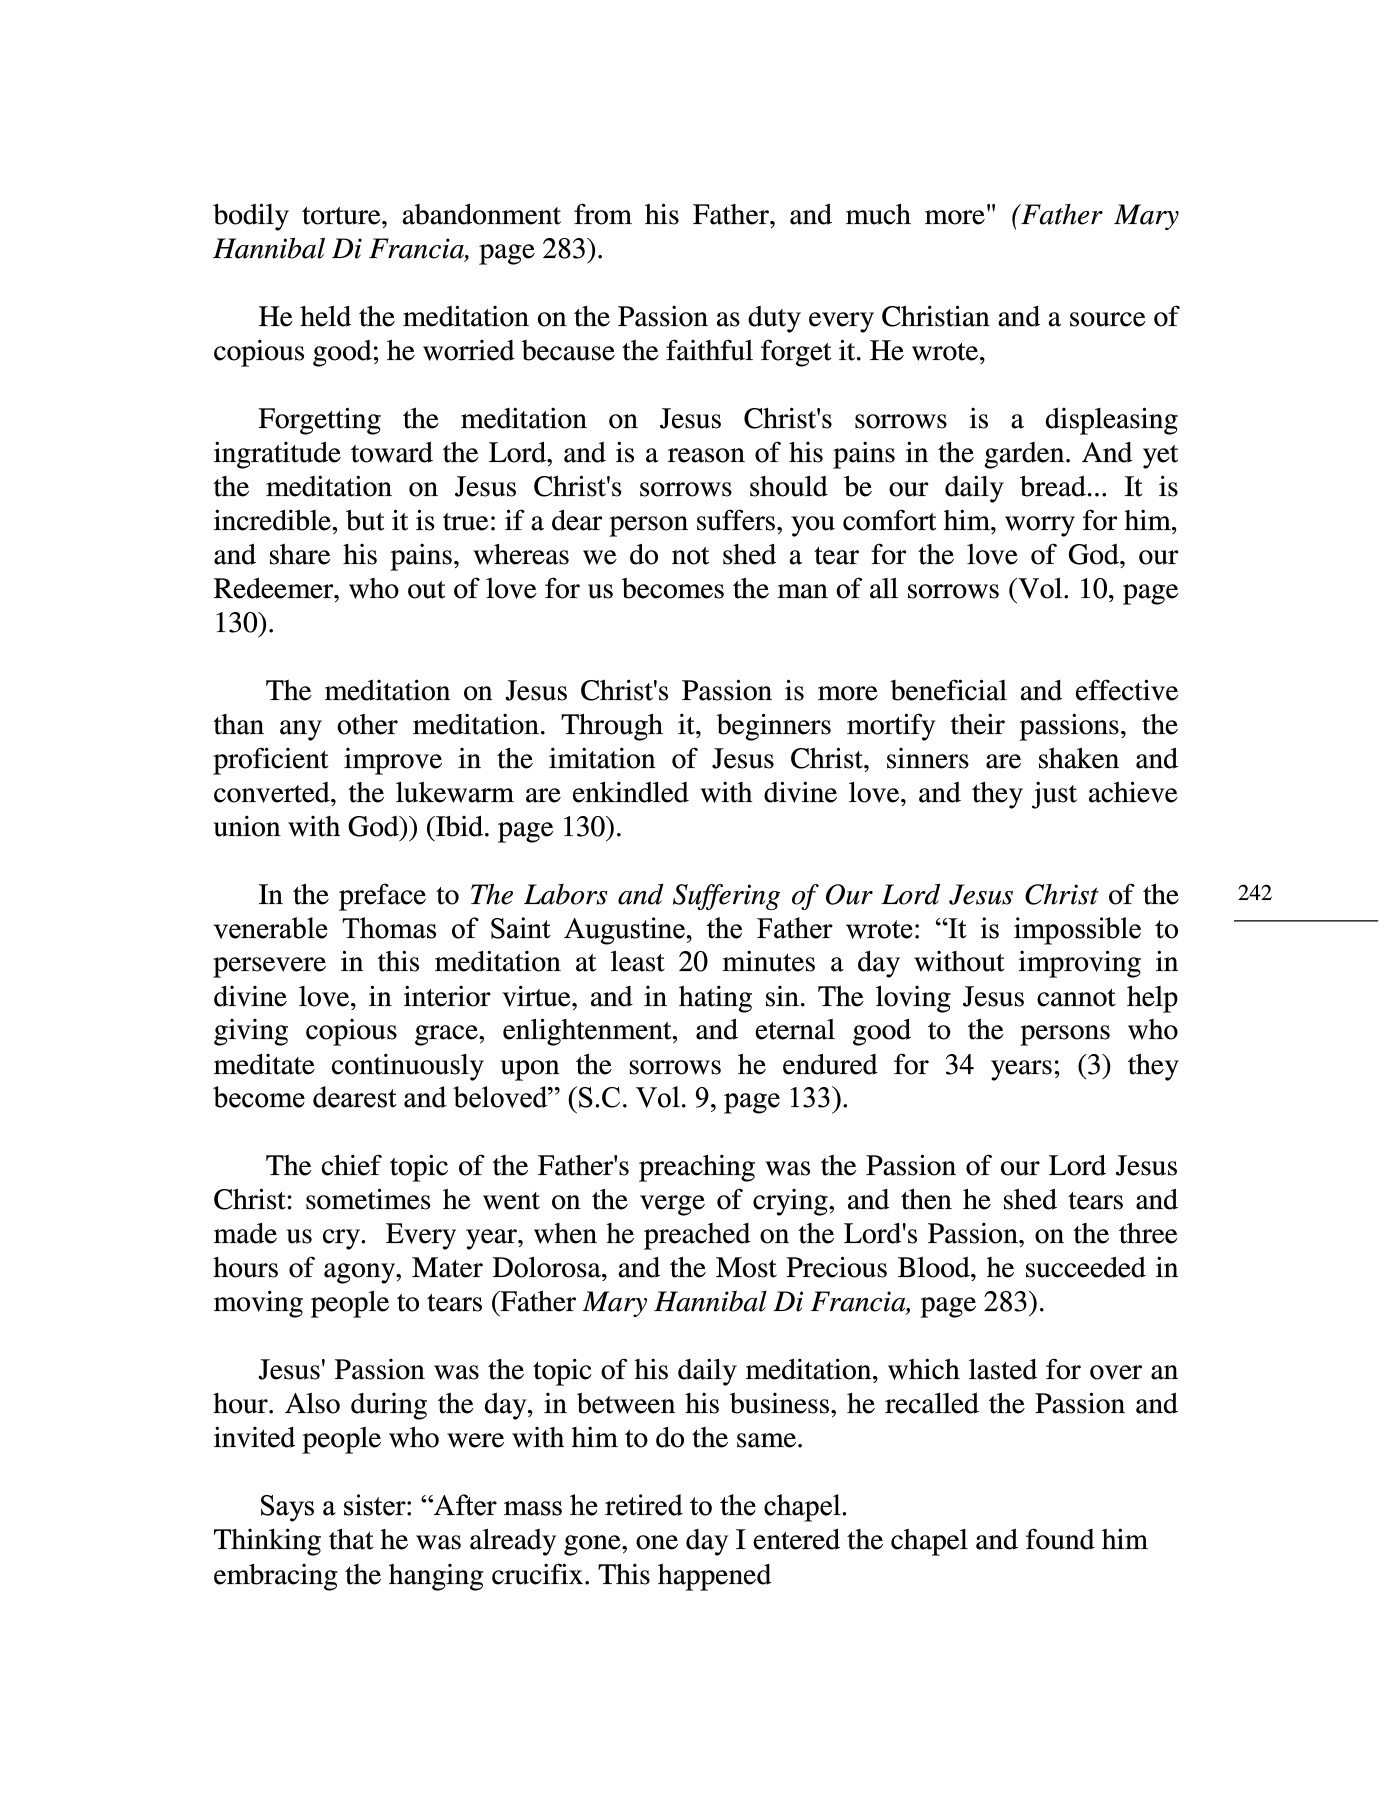 bodily torture, abandonment from his Father, and much more" (Father Mary
Hannibal Di Francia, page 283).
He held the meditation on the Passion as duty every Christian and a source of
copious good; he worried because the faithful forget it. He wrote,
Forgetting the meditation on Jesus Christ's sorrows is a displeasing
ingratitude toward the Lord, and is a reason of his pains in the garden. And yet
the meditation on Jesus Christ's sorrows should be our daily bread... It is
incredible, but it is true: if a dear person suffers, you comfort him, worry for him,
and share his pains, whereas we do not shed a tear for the love of God, our
Redeemer, who out of love for us becomes the man of all sorrows (Vol. 10, page
130).
The meditation on Jesus Christ's Passion is more beneficial and effective
than any other meditation. Through it, beginners mortify their passions, the
proficient improve in the imitation of Jesus Christ, sinners are shaken and
converted, the lukewarm are enkindled with divine love, and they just achieve
union with God)) (Ibid. page 130).
In the preface to The Labors and Suffering of Our Lord Jesus Christ of the
venerable Thomas of Saint Augustine, the Father wrote: “It is impossible to
persevere in this meditation at least 20 minutes a day without improving in
divine love, in interior virtue, and in hating sin. The loving Jesus cannot help
giving copious grace, enlightenment, and eternal good to the persons who
meditate continuously upon the sorrows he endured for 34 years; (3) they
become dearest and beloved” (S.C. Vol. 9, page 133).
242
The chief topic of the Father's preaching was the Passion of our Lord Jesus
Christ: sometimes he went on the verge of crying, and then he shed tears and
made us cry.  Every year, when he preached on the Lord's Passion, on the three
hours of agony, Mater Dolorosa, and the Most Precious Blood, he succeeded in
moving people to tears (Father Mary Hannibal Di Francia, page 283).
Jesus' Passion was the topic of his daily meditation, which lasted for over an
hour. Also during the day, in between his business, he recalled the Passion and
invited people who were with him to do the same.
Says a sister: “After mass he retired to the chapel.
Thinking that he was already gone, one day I entered the chapel and found him
embracing the hanging crucifix. This happened